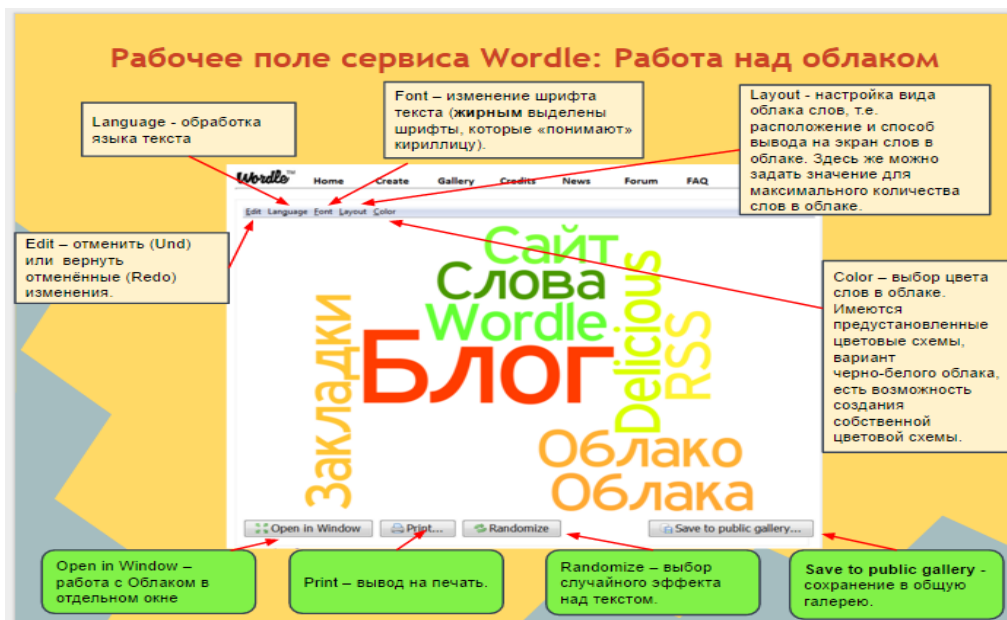 Рабочее поле сервиса Wordle: Работа над облаком
Language - обработка
языка текста
Font – изменение шрифта
текста (жирным выделены
шрифты, которые «понимают»
кириллицу).
Layout - настройка вида
облака слов, т.е.
расположение и способ
вывода на экран слов в
облаке. Здесь же можно
задать значение для
максимального количества
слов в облаке.
Wordle™ Home Create Gallery Credits News Forum FAQ
Edit Language Font Layout Color
Edit – отменить (Und)
или вернуть
отменённые (Redo)
изменения.
Color – выбор цвета
слов в облаке.
Имеются
предустановленные
цветовые схемы,
вариант
черно-белого облака,
есть возможность
создания
собственной
цветовой схемы.
Сайт
Слова
Wordle
Блог
Закладки
Delicious
RSS
Облако
Облака
Open in Window Print... Randomize Save to public gallery...
Open in Window –
работа с Облаком в
отдельном окне
Print – вывод на печать.
Randomize – выбор
случайного эффекта
над текстом.
Save to public gallery -
сохранение в общую
галерею.